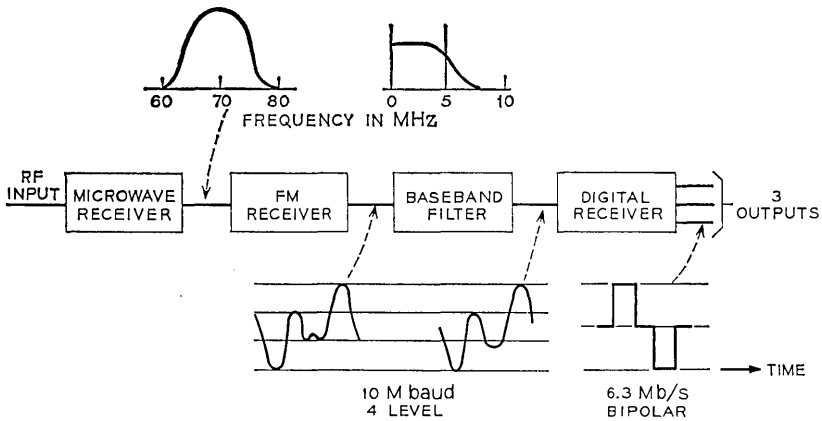 60 70 80
0 5 10
FREQUENCY IN MHz
RF
INPUT
MICROWAVE
RECEIVER
FM
RECEIVER
BASEBAND
FILTER
DIGITAL
RECEIVER
3
OUTPUTS
TIME
10 M baud
4 LEVEL
6.3 Mb/s
BIPOLAR